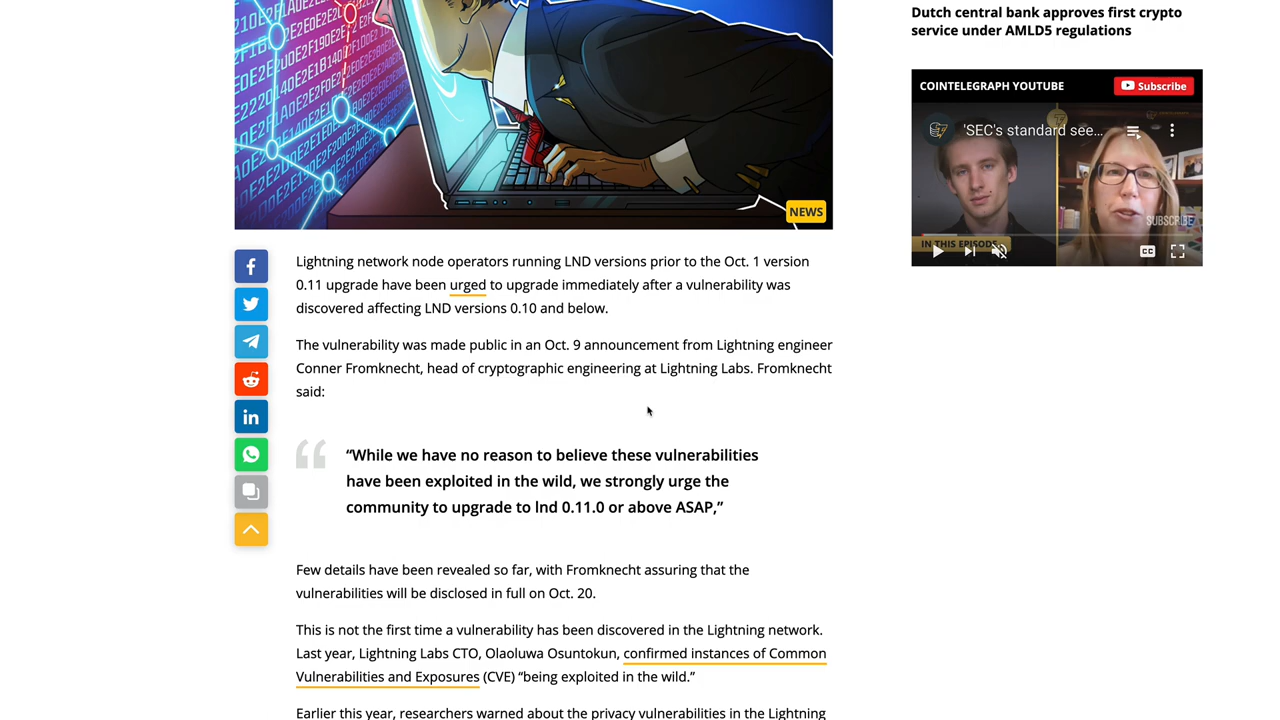 Dutch central bank approves first crypto
service under AMLD5 regulations
COINTELEGRAPH YOUTUBE
Subscribe
'SEC's standard see...
SUBSCRIBE
IN THIS EPISODE
NEWS
Lightning network node operators running LND versions prior to the Oct. 1 version
0.11 upgrade have been urged to upgrade immediately after a vulnerability was
discovered affecting LND versions 0.10 and below.
The vulnerability was made public in an Oct. 9 announcement from Lightning engineer
Conner Fromknecht, head of cryptographic engineering at Lightning Labs. Fromknecht
said:
“While we have no reason to believe these vulnerabilities
have been exploited in the wild, we strongly urge the
community to upgrade to lnd 0.11.0 or above ASAP,”
Few details have been revealed so far, with Fromknecht assuring that the
vulnerabilities will be disclosed in full on Oct. 20.
This is not the first time a vulnerability has been discovered in the Lightning network.
Last year, Lightning Labs CTO, Olaoluwa Osuntokun, confirmed instances of Common
Vulnerabilities and Exposures (CVE) “being exploited in the wild.”
Earlier this year, researchers warned about the privacy vulnerabilities in the Lightning